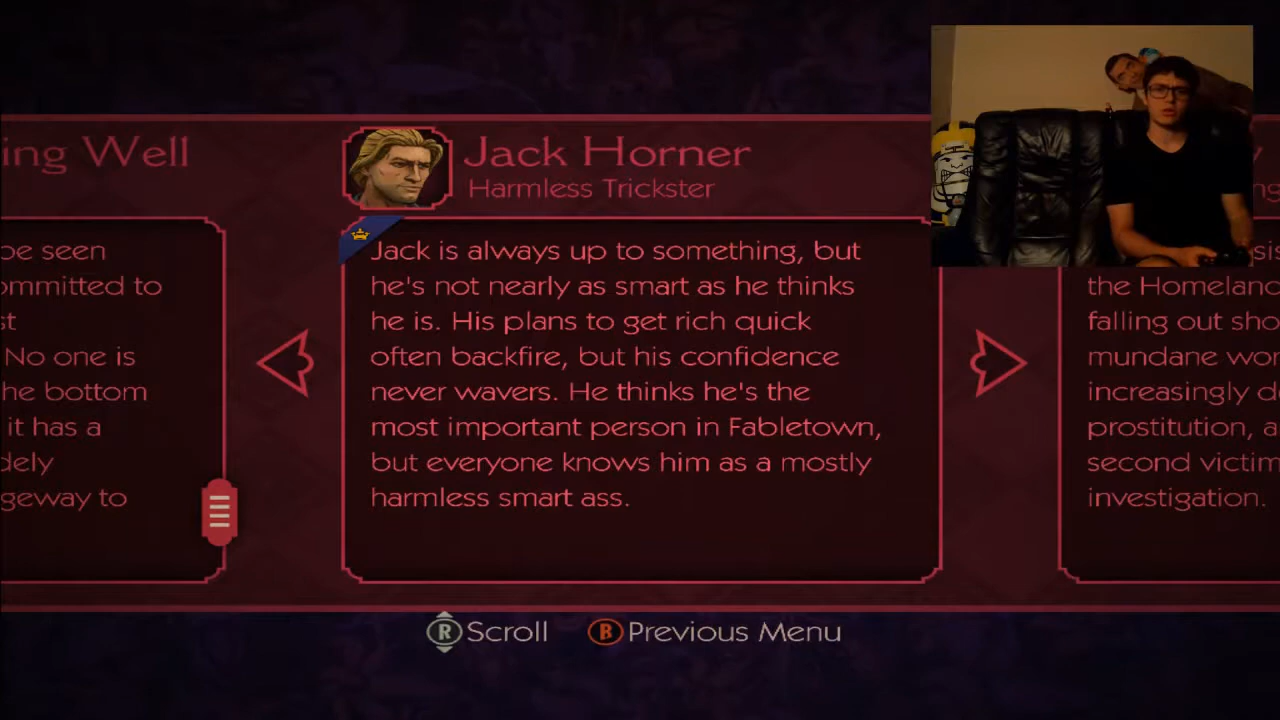 ing Well
be seen
ommitted to
st
No one is
he bottom
it has a
dely
geway to
Jack Horner
Harmless Trickster
Jack is always up to something, but
he's not nearly as smart as he thinks
he is. His plans to get rich quick
often backfire, but his confidence
never wavers. He thinks he's the
most important person in Fabletown,
but everyone knows him as a mostly
harmless smart ass.
the Homelanc
falling out sho
mundane wor
increasingly d
prostitution, a
second victim
investigation.
R Scroll B Previous Menu